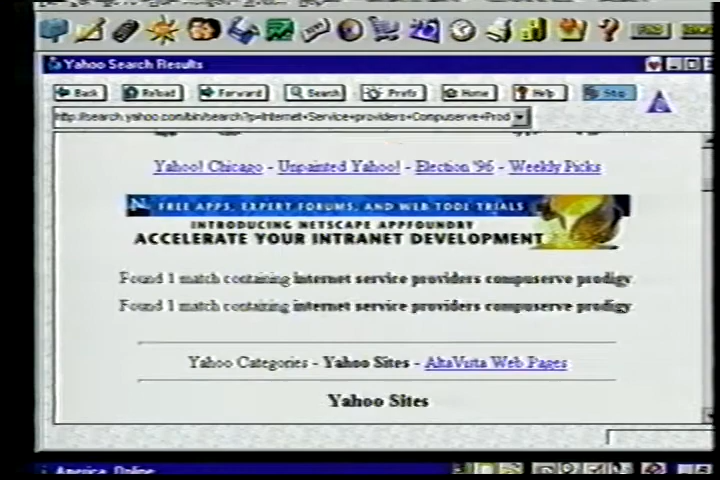 Find
Yahoo Search Results
Back Reload Forward Search Prefs Home Help Stop
http://search.yahoo.com/bin/search?p=Internet+Service+providers+Compuserve+Prod
Yahoo! Chicago - Unpainted Yahoo! - Election '96 - Weekly Picks
N FREE APPS, EXPERT FORUMS, AND WEB TOOL TRIALS
INTRODUCING NETSCAPE APPFOUNDRY
ACCELERATE YOUR INTRANET DEVELOPMENT
Found 1 match containing internet service providers compuserve prodigy
Found 1 match containing internet service providers compuserve prodigy
Yahoo Categories - Yahoo Sites - AltaVista Web Pages
Yahoo Sites
America Online